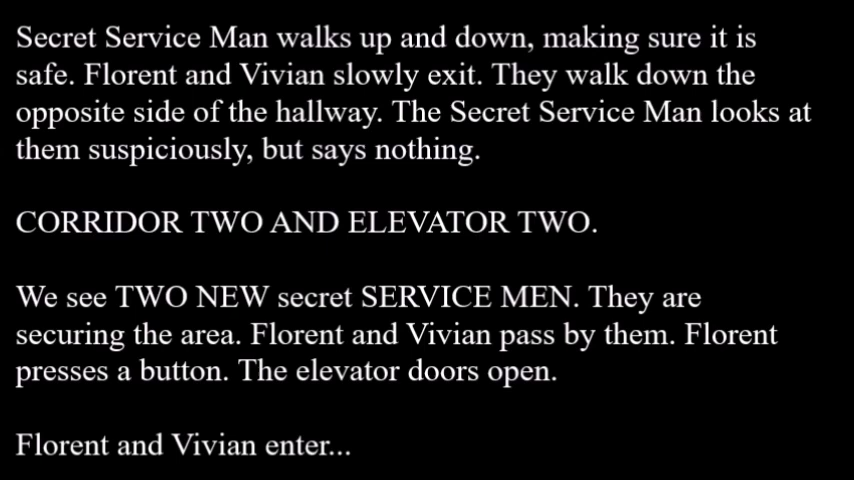 Secret Service Man walks up and down, making sure it is
safe. Florent and Vivian slowly exit. They walk down the
opposite side of the hallway. The Secret Service Man looks at
them suspiciously, but says nothing.
CORRIDOR TWO AND ELEVATOR TWO.
We see TWO NEW secret SERVICE MEN. They are
securing the area. Florent and Vivian pass by them. Florent
presses a button. The elevator doors open.
Florent and Vivian enter...